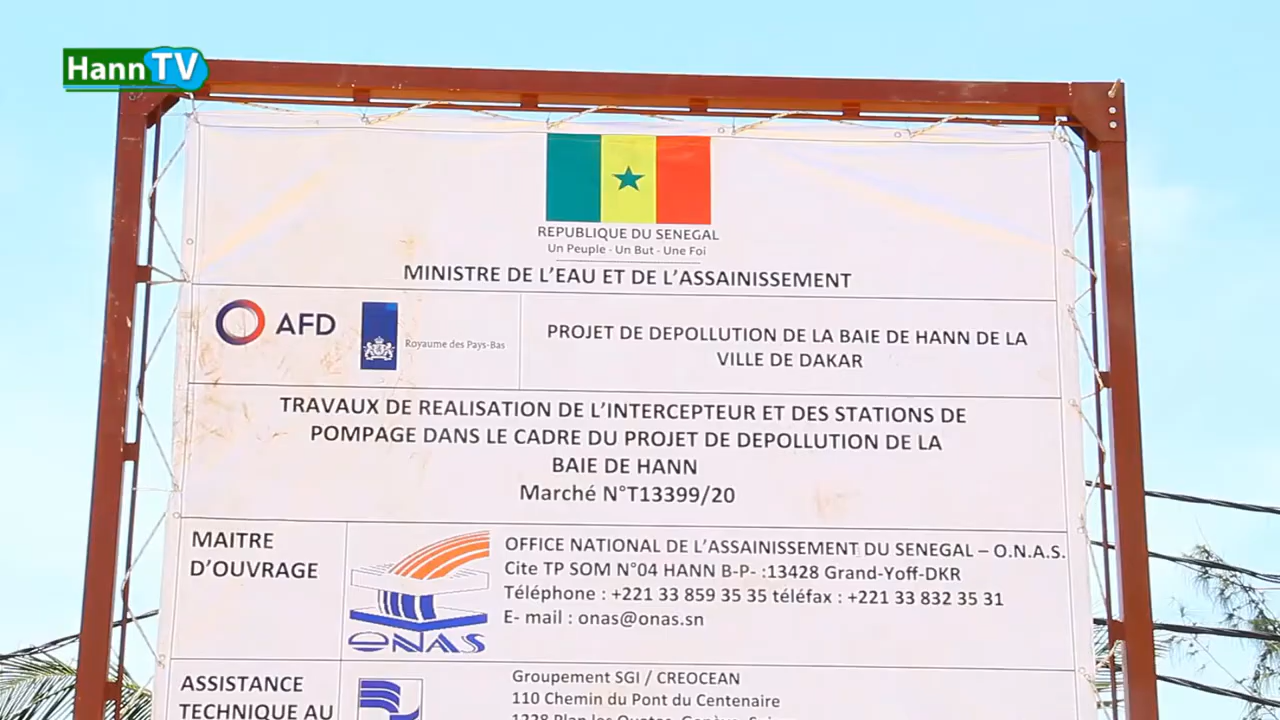 HannTV
REPUBLIQUE DU SENEGAL
Un Peuple - Un But - Une Foi
MINISTRE DE L'EAU ET DE L'ASSAINISSEMENT
AFD
Royaume des Pays-Bas
PROJET DE DEPOLLUTION DE LA BAIE DE HANN DE LA
VILLE DE DAKAR
TRAVAUX DE REALISATION DE L'INTERCEPTEUR ET DES STATIONS DE
POMPAGE DANS LE CADRE DU PROJET DE DEPOLLUTION DE LA
BAIE DE HANN
Marché N°T13399/20
MAITRE
D'OUVRAGE
ONAS
OFFICE NATIONAL DE L'ASSAINISSEMENT DU SENEGAL – O.N.A.S.
Cite TP SOM N°04 HANN B-P- :13428 Grand-Yoff-DKR
Téléphone : +221 33 859 35 35 téléfax : +221 33 832 35 31
E- mail : onas@onas.sn
ASSISTANCE
TECHNIQUE AU
Groupement SGI / CREOCEAN
110 Chemin du Pont du Centenaire
1228 Plan les Ouates, Genève